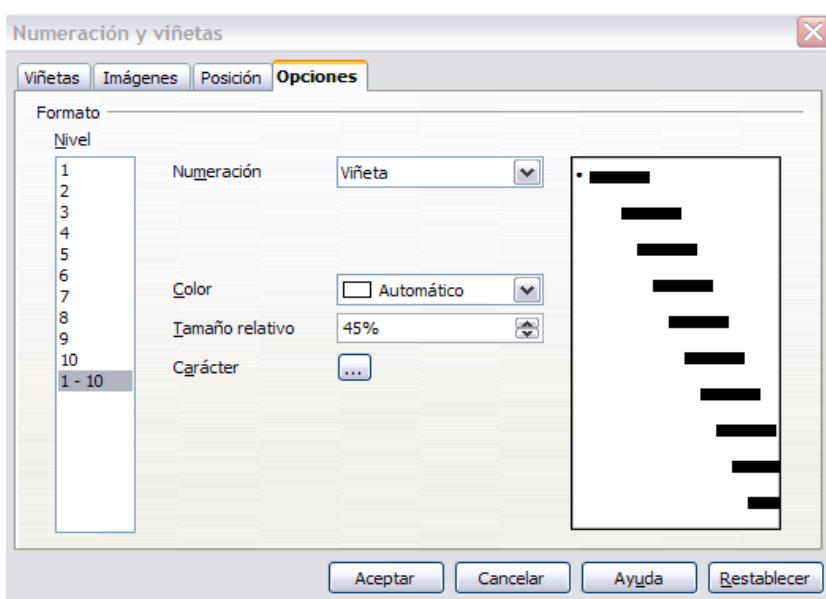 Numeración y viñetas
Viñetas Imágenes Posición Opciones
Formato
Nivel
1
2
3
4
5
6
7
8
9
10
1 - 10
Numeración Viñeta
Color Automático
Tamaño relativo 45%
Carácter ...
Aceptar Cancelar Ayuda Restablecer